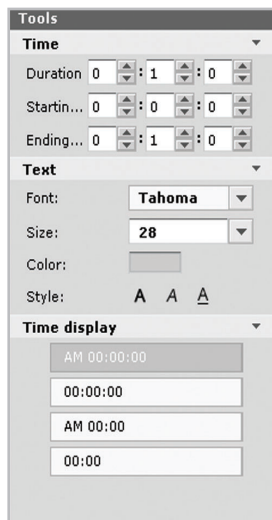 Tools
Time
Duration 0 : 1 : 0
Startin... 0 : 0 : 0
Ending... 0 : 1 : 0
Text
Font: Tahoma
Size: 28
Color:
Style: A A A
Time display
AM 00:00:00
00:00:00
AM 00:00
00:00